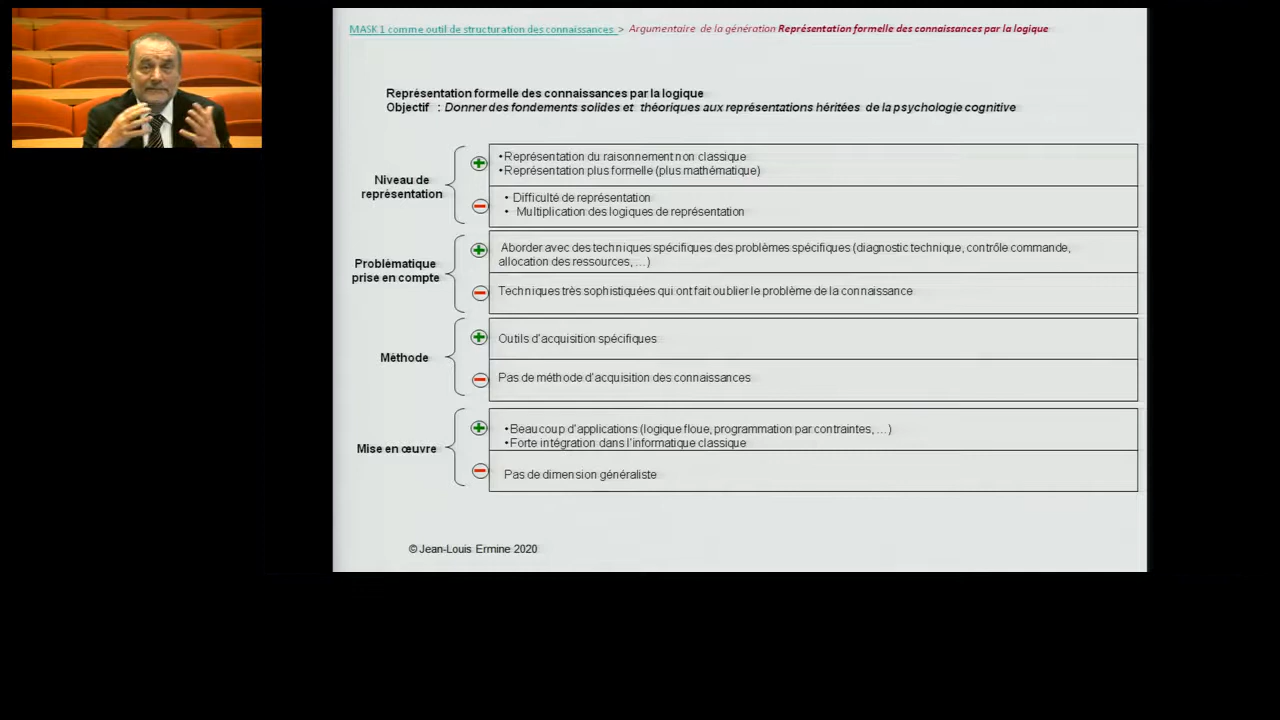 MASK 1 comme outil de structuration des connaissances > Argumentaire de la génération Représentation formelle des connaissances par la logique
Représentation formelle des connaissances par la logique
Objectif : Donner des fondements solides et théoriques aux représentations héritées de la psychologie cognitive
Niveau de
représentation
•Représentation du raisonnement non classique
•Représentation plus formelle (plus mathématique)
• Difficulté de représentation
• Multiplication des logiques de représentation
Problématique
prise en compte
Aborder avec des techniques spécifiques des problèmes spécifiques (diagnostic technique, contrôle commande,
allocation des ressources, …)
Techniques très sophistiquées qui ont fait oublier le problème de la connaissance
Méthode
Outils d'acquisition spécifiques
Pas de méthode d'acquisition des connaissances
Mise en œuvre
•Beaucoup d'applications (logique floue, programmation par contraintes, …)
•Forte intégration dans l'informatique classique
Pas de dimension généraliste
© Jean-Louis Ermine 2020